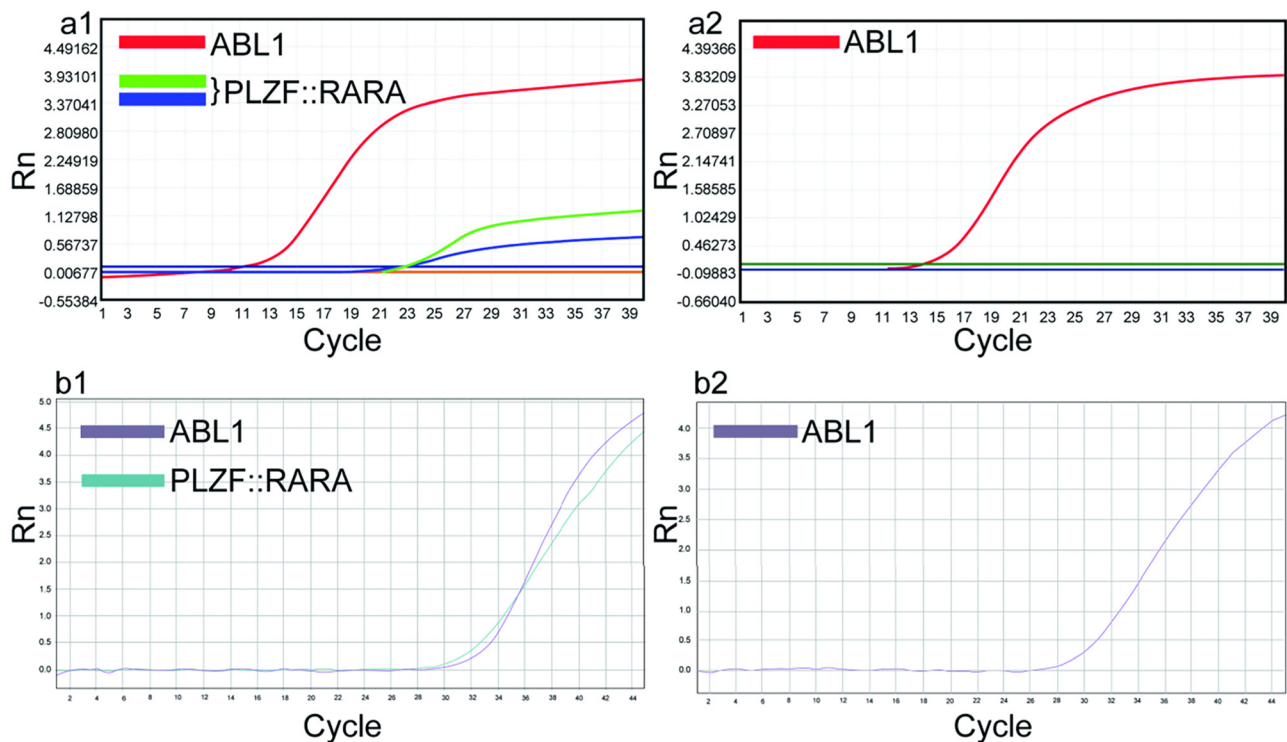 a1
ABL1
}PLZF::RARA
4.49162
3.93101
3.37041
2.80980
2.24919
1.68859
1.12798
0.56737
0.00677
-0.55384
Rn
1 3 5 7 9 11 13 15 17 19 21 23 25 27 29 31 33 35 37 39
Cycle
a2
ABL1
4.39366
3.83209
3.27053
2.70897
2.14741
1.58585
1.02429
0.46273
-0.09883
-0.66040
Rn
1 3 5 7 9 11 13 15 17 19 21 23 25 27 29 31 33 35 37 39
Cycle
b1
ABL1
PLZF::RARA
5.0
4.5
4.0
3.5
3.0
2.5
2.0
1.5
1.0
0.5
0.0
Rn
2 4 6 8 10 12 14 16 18 20 22 24 26 28 30 32 34 36 38 40 42 44
Cycle
b2
ABL1
4.0
3.5
3.0
2.5
2.0
1.5
1.0
0.5
0.0
Rn
2 4 6 8 10 12 14 16 18 20 22 24 26 28 30 32 34 36 38 40 42 44
Cycle